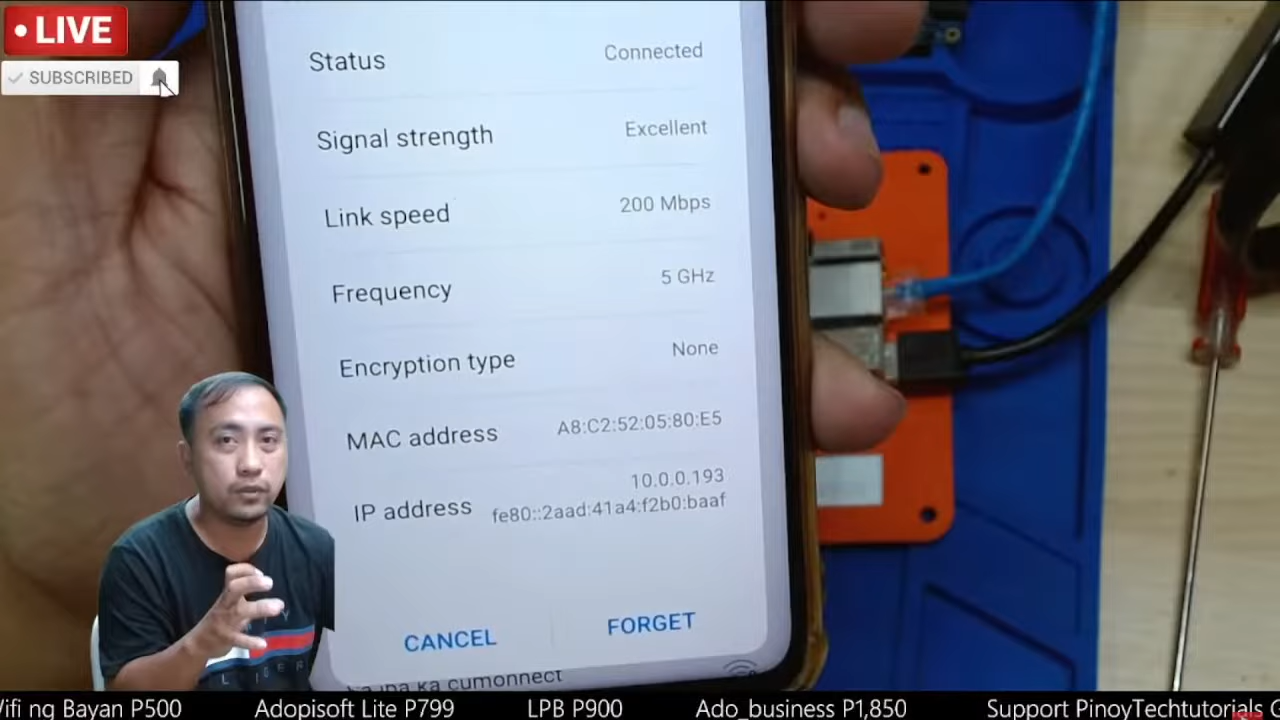 LIVE
SUBSCRIBED
Status Connected
Signal strength Excellent
Link speed 200 Mbps
Frequency 5 GHz
Encryption type None
MAC address A8:C2:52:05:80:E5
IP address 10.0.0.193
fe80::2aad:41a4:f2b0:baaf
CANCEL FORGET
ka cumonnect
Wifi ng Bayan P500 Adopisoft Lite P799 LPB P900 Ado_business P1,850 Support PinoyTechtutorials G